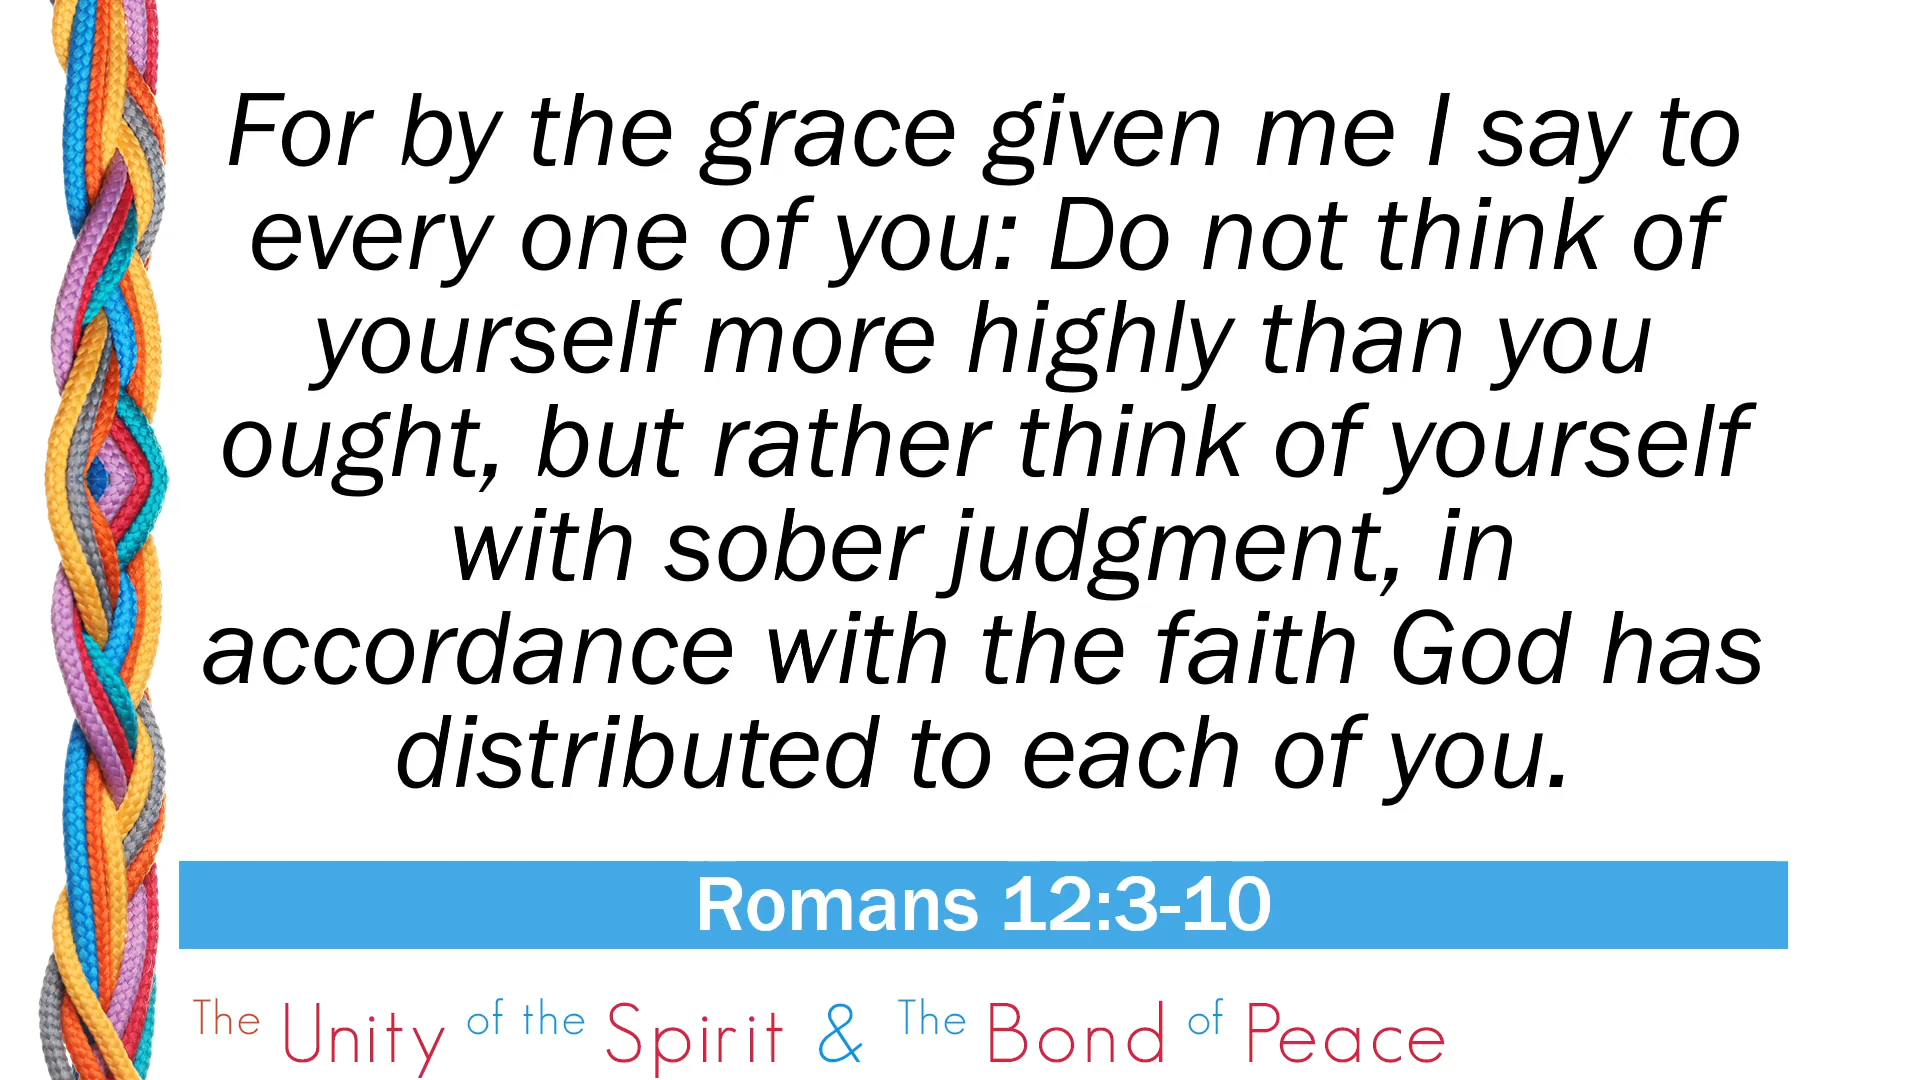 For by the grace given me I say to
every one of you: Do not think of
yourself more highly than you
ought, but rather think of yourself
with sober judgment, in
accordance with the faith God has
distributed to each of you.
Romans 12:3-10
The Unity of the Spirit & The Bond of Peace